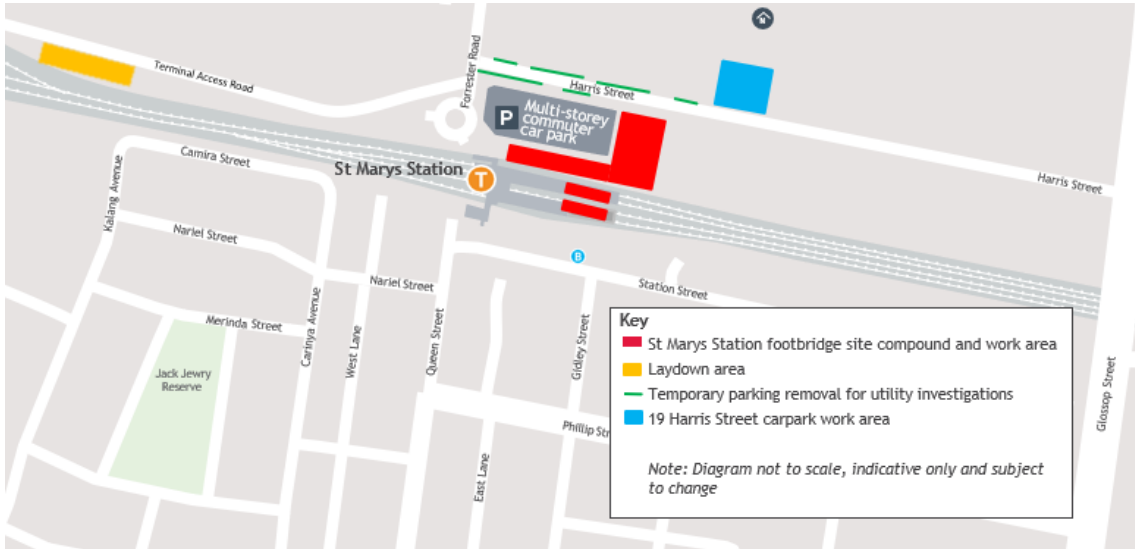 Terminal Access Road
Forrester Road
Harris Street
P
Multi-storey
commuter
car park
St Marys Station
T
Harris Street
Camira Street
Kalang Avenue
Nariel Street
Nariel Street
B
Station Street
Merinda Street
Carinya Avenue
West Lane
Queen Street
Gidley Street
Jack Jewry
Reserve
Phillip Str
East Lane
Glossop Street
Key
St Marys Station footbridge site compound and work area
Laydown area
Temporary parking removal for utility investigations
19 Harris Street carpark work area
Note: Diagram not to scale, indicative only and subject
to change